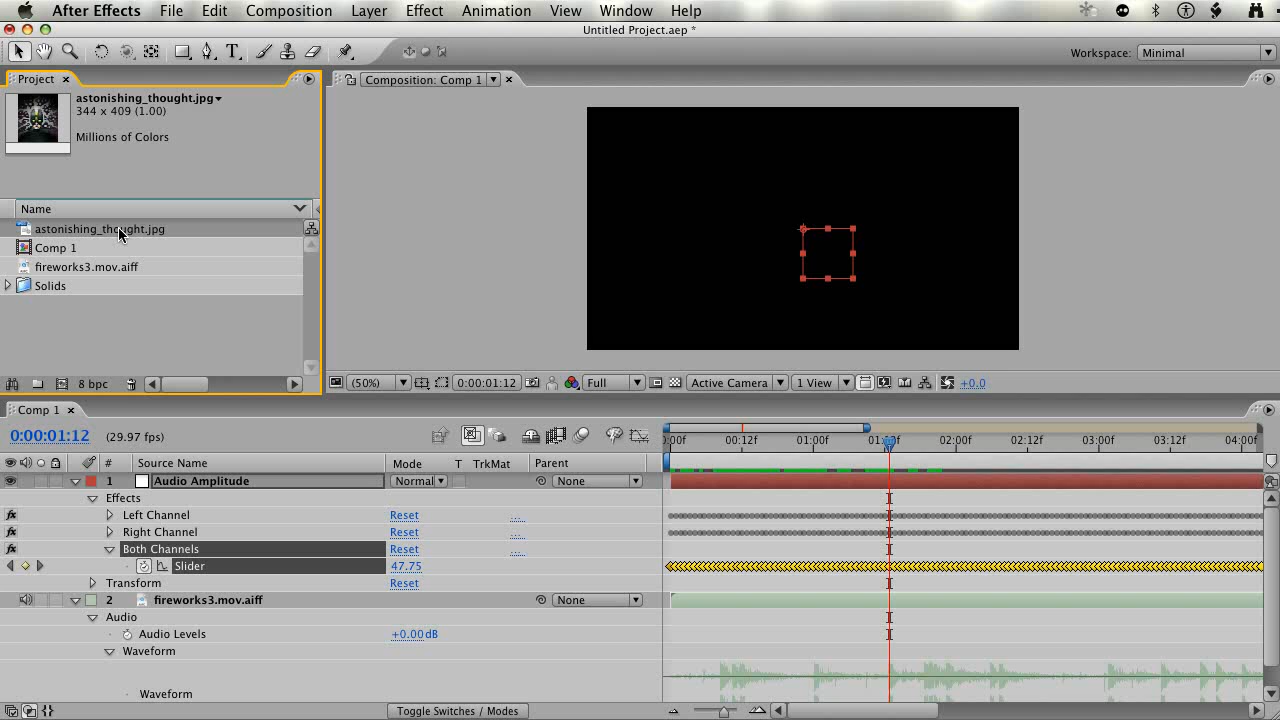 After Effects File Edit Composition Layer Effect Animation View Window Help
Untitled Project.aep *
T Workspace: Minimal
Project Composition: Comp 1
astonishing_thought.jpg
344 x 409 (1.00)
Millions of Colors
Name
astonishing_thought.jpg
Comp 1
fireworks3.mov.aiff
Solids
8 bpc (50%) 0:00:01:12 Full Active Camera 1 View +0.0
Comp 1
0:00:01:12 (29.97 fps)
:00f 00:12f 01:00f 02:00f 02:12f 03:00f 03:12f 04:00f
# Source Name Mode T TrkMat Parent
1 Audio Amplitude Normal None
Effects
fx Left Channel Reset ...
fx Right Channel Reset ...
fx Both Channels Reset ...
Slider 47.75
Transform Reset
2 fireworks3.mov.aiff None
Audio
Audio Levels +0.00dB
Waveform
Waveform
Toggle Switches / Modes